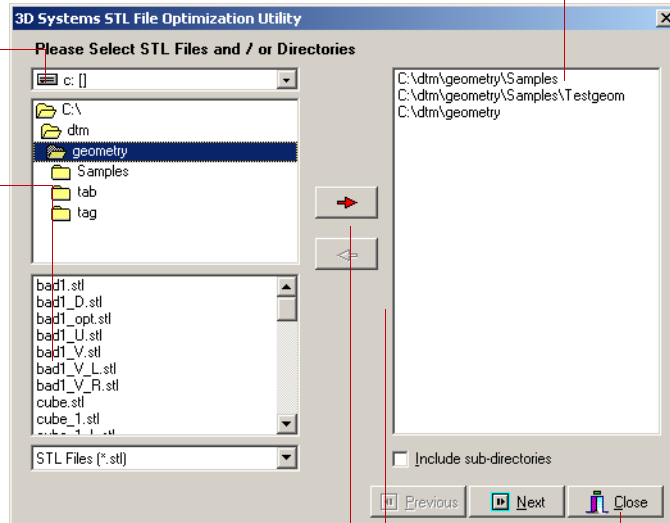 3D Systems STL File Optimization Utility
Please Select STL Files and / or Directories
c: []
C:\
dtm
geometry
Samples
tab
tag
bad1.stl
bad1_D.stl
bad1_opt.stl
bad1_U.stl
bad1_V.stl
bad1_V_L.stl
bad1_V_R.stl
cube.stl
cube_1.stl
STL Files (*.stl)
C:\dtm\geometry\Samples
C:\dtm\geometry\Samples\Testgeom
C:\dtm\geometry
Include sub-directories
Previous
Next
Close